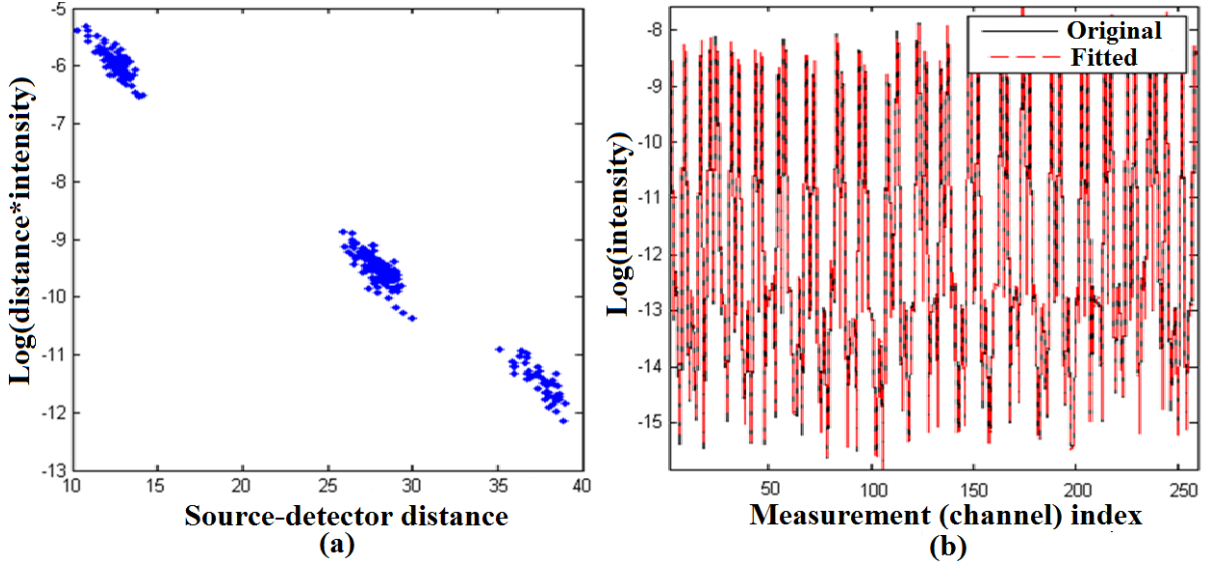 -5
-6
-7
-8
-9
-10
-11
-12
-13
10 15 20 25 30 35 40
Log(distance*intensity)
Source-detector distance
(a)
-8
-9
-10
-11
-12
-13
-14
-15
50 100 150 200 250
Log(intensity)
Original
Fitted
Measurement (channel) index
(b)